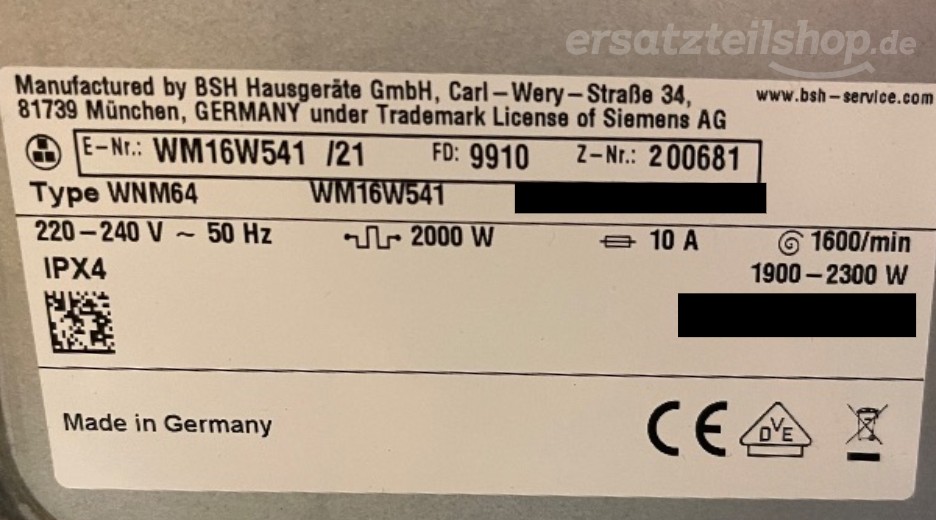 ersatzteilshop.de
Manufactured by BSH Hausgeräte GmbH, Carl-Wery-Straße 34,
81739 München, GERMANY under Trademark License of Siemens AG
www.bsh-service.com
E-Nr.: WM16W541 /21 FD: 9910 Z-Nr.: 200681
Type WNM64 WM16W541
220-240 V ~ 50 Hz 2000 W 10 A 1600/min
IPX4 1900-2300 W
Made in Germany CE DVE